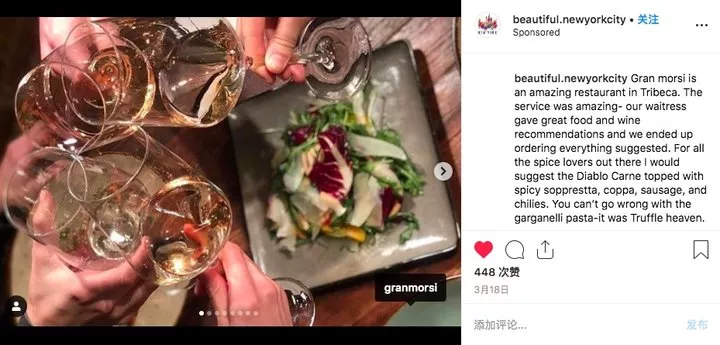 beautiful.newyorkcity • 关注
Sponsored
beautiful.newyorkcity Gran morsi is
an amazing restaurant in Tribeca. The
service was amazing- our waitress
gave great food and wine
recommendations and we ended up
ordering everything suggested. For all
the spice lovers out there I would
suggest the Diablo Carne topped with
spicy sopprestta, coppa, sausage, and
chilies. You can’t go wrong with the
garganelli pasta-it was Truffle heaven.
granmorsi
448 次赞
3月18日
添加评论...
发布